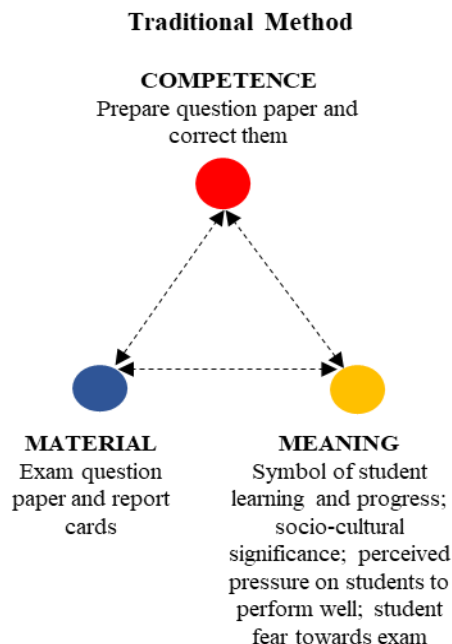 Traditional Method
COMPETENCE
Prepare question paper and
correct them
MATERIAL
Exam question
paper and report
cards
MEANING
Symbol of student
learning and progress;
socio-cultural
significance; perceived
pressure on students to
perform well; student
fear towards exam